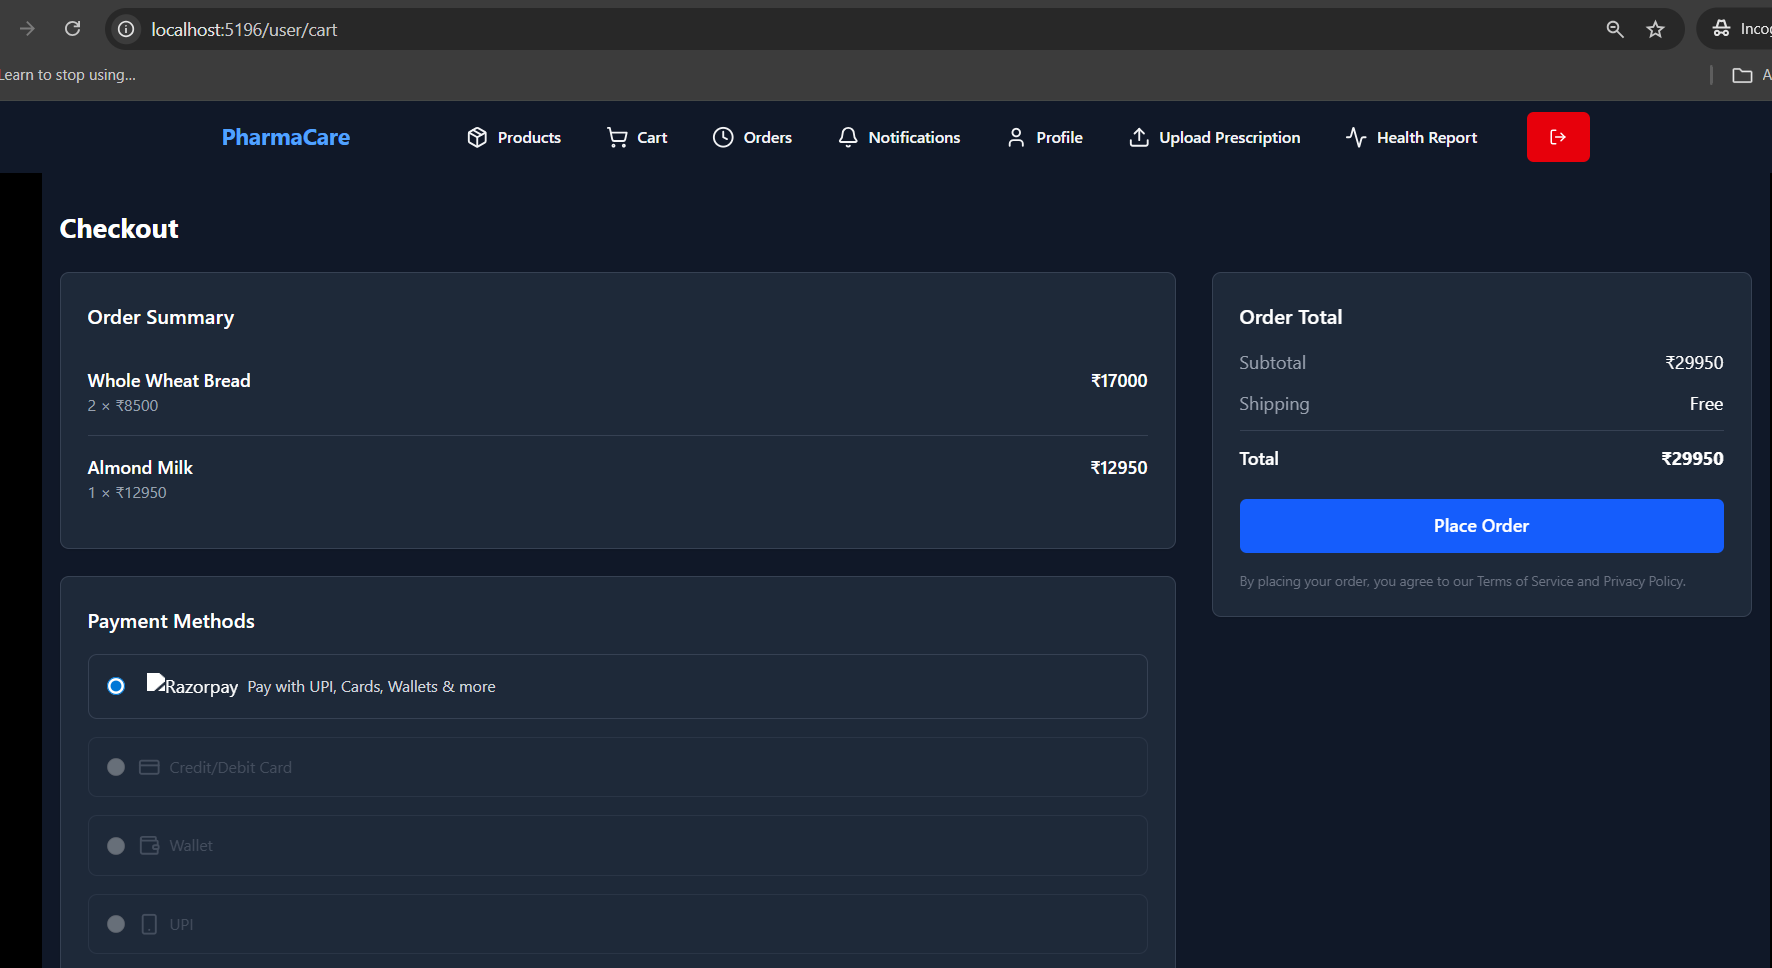 localhost:5196/user/cart
Learn to stop using...
PharmaCare
Products
Cart
Orders
Notifications
Profile
Upload Prescription
Health Report
Checkout
Order Summary
Whole Wheat Bread ₹17000
2 × ₹8500
Almond Milk ₹12950
1 × ₹12950
Order Total
Subtotal ₹29950
Shipping Free
Total ₹29950
Place Order
By placing your order, you agree to our Terms of Service and Privacy Policy.
Payment Methods
Razorpay Pay with UPI, Cards, Wallets & more
Credit/Debit Card
Wallet
UPI